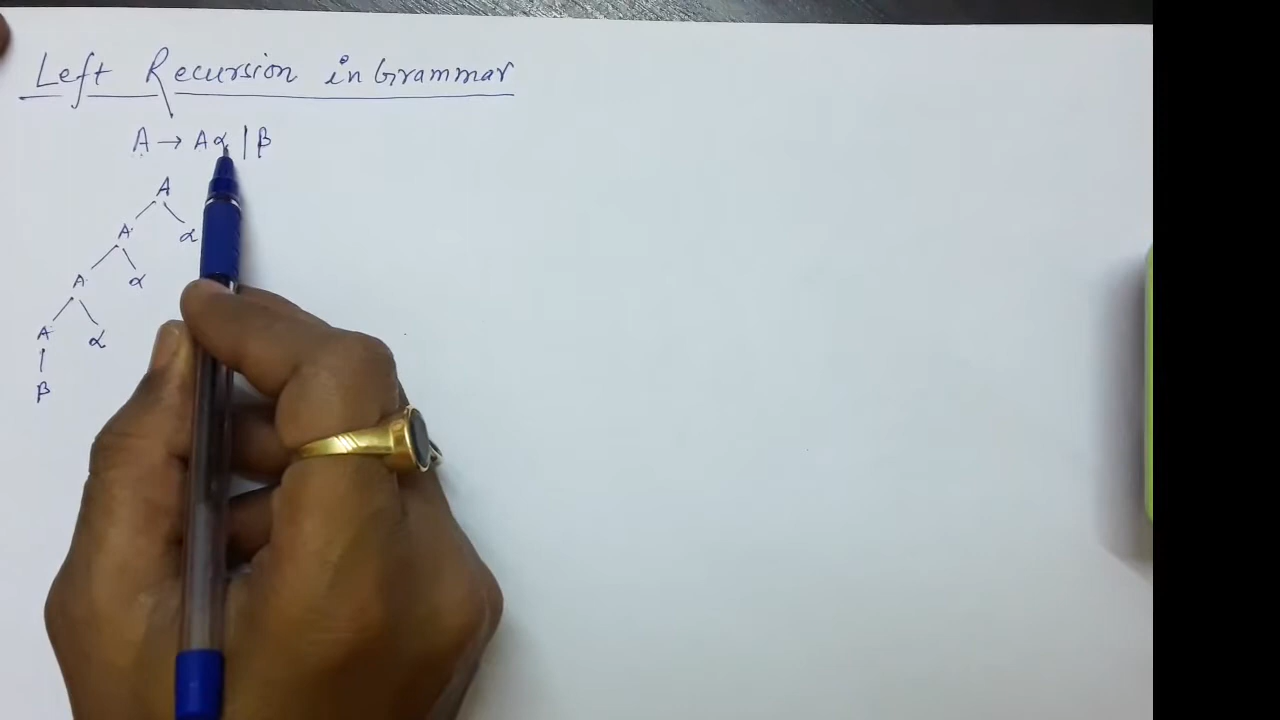 Left Recursion in Grammar
A → Aα | β
A
A α
A α
A α
β